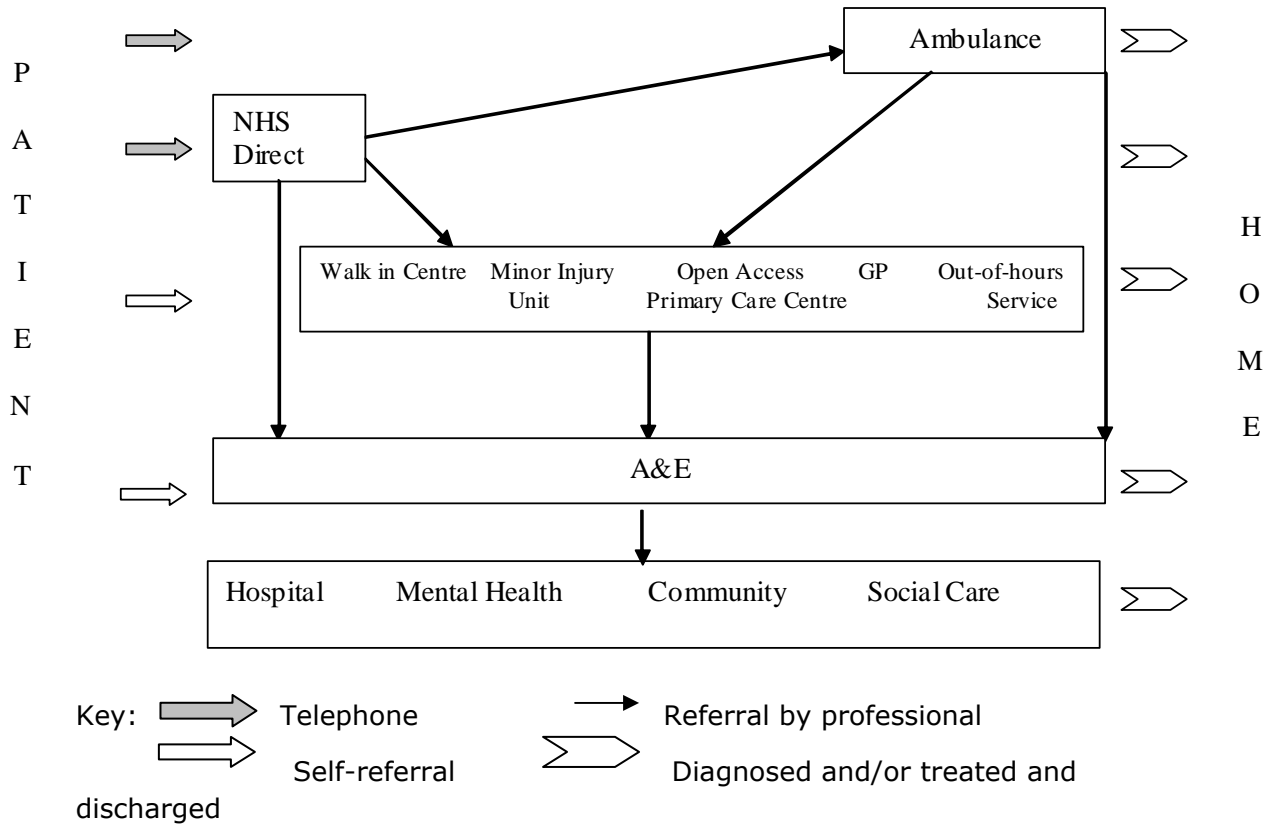 PATIENT
Ambulance
NHS
Direct
Walk in Centre Minor Injury Open Access GP Out-of-hours
Unit Primary Care Centre Service
HOME
A&E
Hospital Mental Health Community Social Care
Key: Telephone Referral by professional
Self-referral Diagnosed and/or treated and
discharged